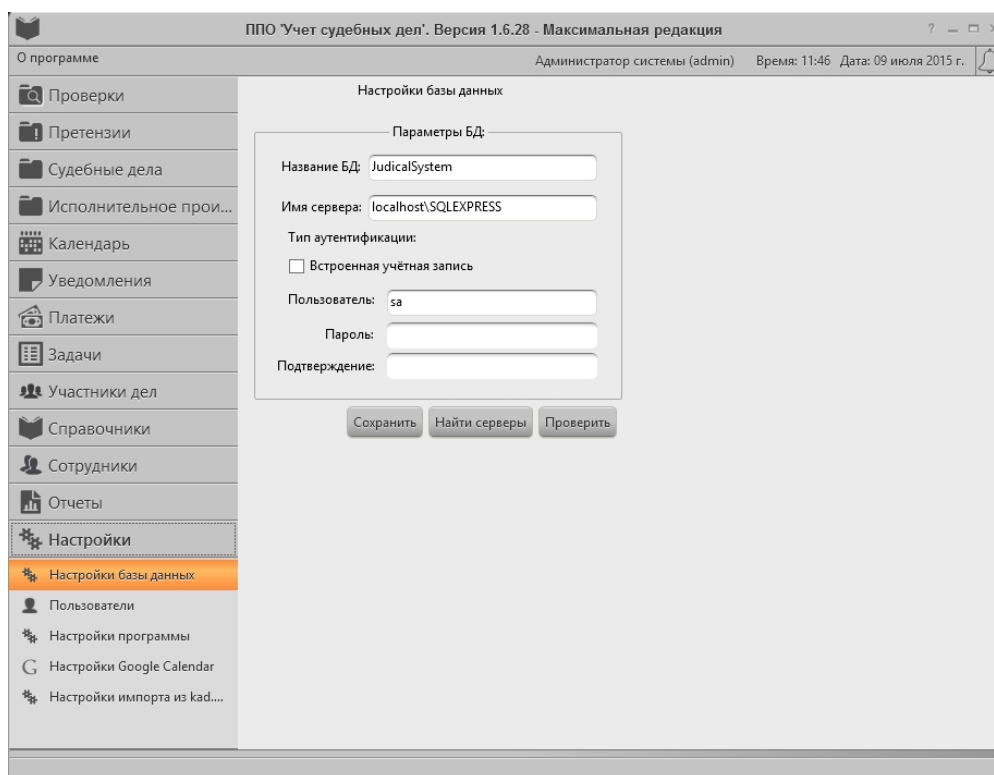 ППО 'Учет судебных дел'. Версия 1.6.28 - Максимальная редакция
?
О программе
Администратор системы (admin) Время: 11:46 Дата: 09 июля 2015 г.
Проверки
Претензии
Судебные дела
Исполнительное прои...
Календарь
Уведомления
Платежи
Задачи
Участники дел
Справочники
Сотрудники
Отчеты
Настройки
Настройки базы данных
Пользователи
Настройки программы
G Настройки Google Calendar
Настройки импорта из kad....
Настройки базы данных
Параметры БД:
Название БД: JudicalSystem
Имя сервера: localhost\SQLEXPRESS
Тип аутентификации:
Встроенная учётная запись
Пользователь: sa
Пароль:
Подтверждение:
Сохранить Найти серверы Проверить